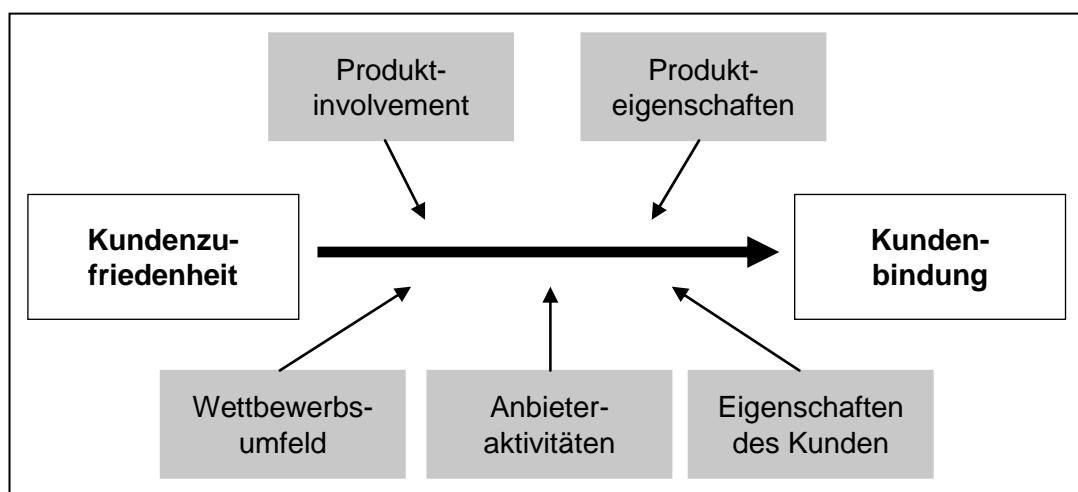 Produkt-
involvement
Produkt-
eigenschaften
Kundenzu-
friedenheit
Kunden-
bindung
Wettbewerbs-
umfeld
Anbieter-
aktivitäten
Eigenschaften
des Kunden